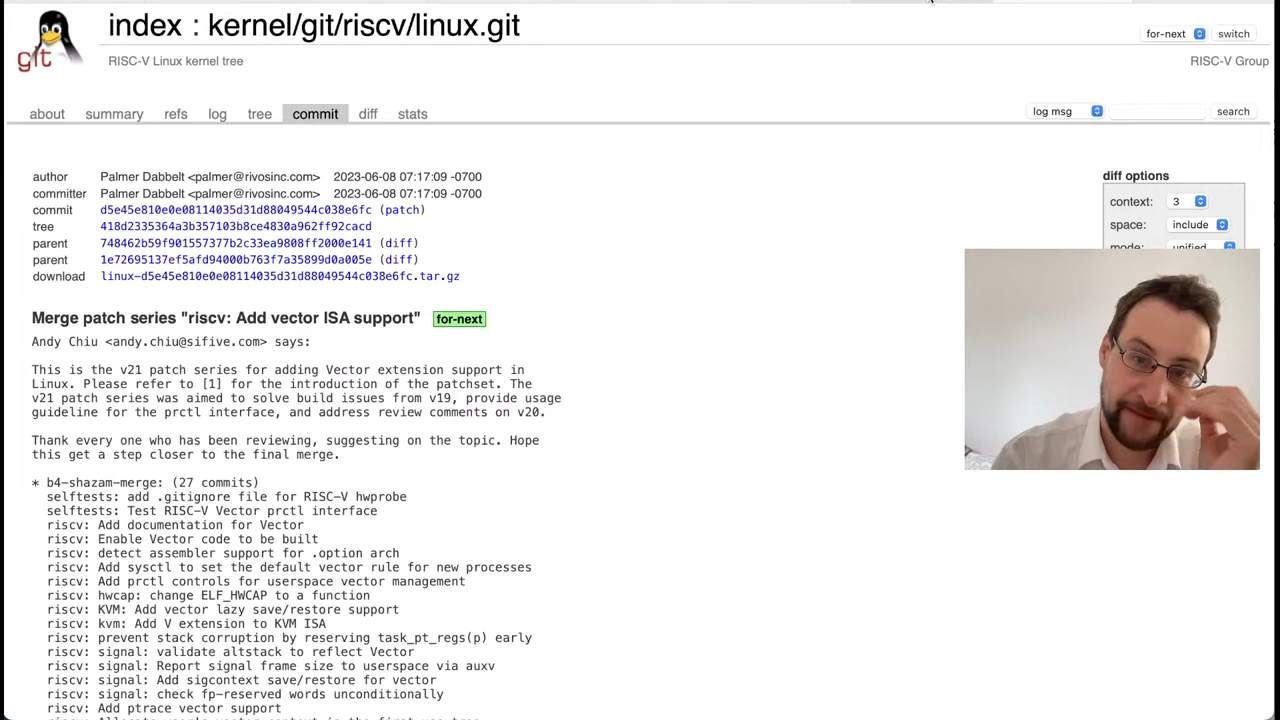 index : kernel/git/riscv/linux.git
for-next switch
git
RISC-V Linux kernel tree
RISC-V Group
about summary refs log tree commit diff stats
log msg search
author Palmer Dabbelt <palmer@rivosinc.com> 2023-06-08 07:17:09 -0700
committer Palmer Dabbelt <palmer@rivosinc.com> 2023-06-08 07:17:09 -0700
commit d5e45e810e0e08114035d31d88049544c038e6fc (patch)
tree 418d2335364a3b357103b8ce4830a962ff92cacd
parent 748462b59f901557377b2c33ea9808ff2000e141 (diff)
parent 1e72695137ef5afd94000b763f7a35899d0a005e (diff)
download linux-d5e45e810e0e08114035d31d88049544c038e6fc.tar.gz
diff options
context: 3
space: include
mode: unified
Merge patch series "riscv: Add vector ISA support" for-next
Andy Chiu <andy.chiu@sifive.com> says:
This is the v21 patch series for adding Vector extension support in
Linux. Please refer to [1] for the introduction of the patchset. The
v21 patch series was aimed to solve build issues from v19, provide usage
guideline for the prctl interface, and address review comments on v20.
Thank every one who has been reviewing, suggesting on the topic. Hope
this get a step closer to the final merge.
* b4-shazam-merge: (27 commits)
selftests: add .gitignore file for RISC-V hwprobe
selftests: Test RISC-V Vector prctl interface
riscv: Add documentation for Vector
riscv: Enable Vector code to be built
riscv: detect assembler support for .option arch
riscv: Add sysctl to set the default vector rule for new processes
riscv: Add prctl controls for userspace vector management
riscv: hwcap: change ELF_HWCAP to a function
riscv: KVM: Add vector lazy save/restore support
riscv: kvm: Add V extension to KVM ISA
riscv: prevent stack corruption by reserving task_pt_regs(p) early
riscv: signal: validate altstack to reflect Vector
riscv: signal: Report signal frame size to userspace via auxv
riscv: signal: Add sigcontext save/restore for vector
riscv: signal: check fp-reserved words unconditionally
riscv: Add ptrace vector support